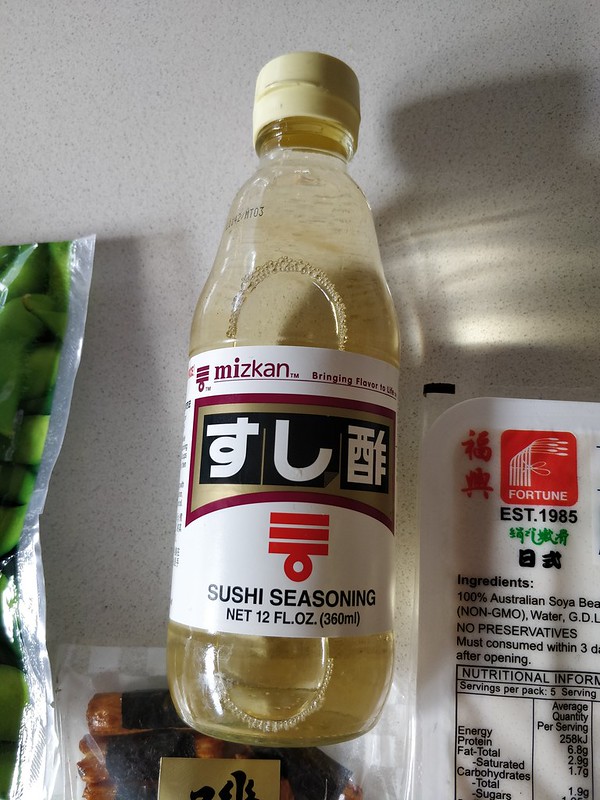 mizkan™
Bringing Flavor to Life
すし酢
SUSHI SEASONING
NET 12 FL.OZ. (360ml)
福興
FORTUNE
EST.1985
日式
Ingredients:
100% Australian Soya Bea
(NON-GMO), Water, G.D.L
NO PRESERVATIVES
Must consumed within 3 da
after opening.
NUTRITIONAL INFORM
Servings per pack: 5 Serving
Average
Quantity
Per Serving
Energy 258kJ
Protein 6.8g
Fat-Total 2.9g
-Saturated 1.7g
Carbohydrates
-Total 1.9g
-Sugars
磯